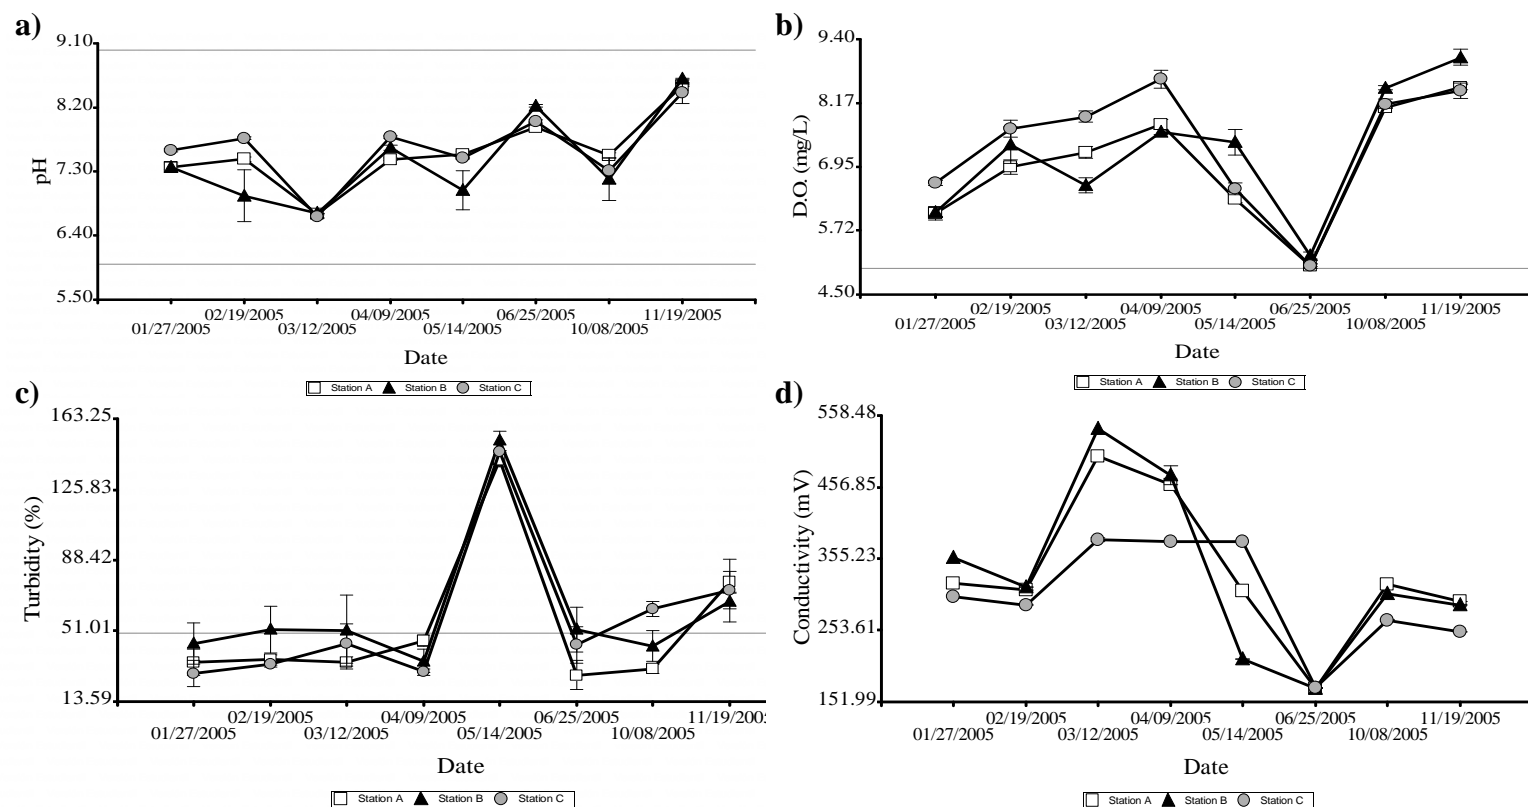 a)
9.10
8.20
7.30
6.40
5.50
pH
02/19/2005 04/09/2005 06/25/2005 11/19/2005
01/27/2005 03/12/2005 05/14/2005 10/08/2005
Date
Station A Station B Station C
b)
9.40
8.17
6.95
5.72
4.50
D.O. (mg/L)
02/19/2005 04/09/2005 06/25/2005 11/19/2005
01/27/2005 03/12/2005 05/14/2005 10/08/2005
Date
Station A Station B Station C
c)
163.25
125.83
88.42
51.01
13.59
Turbidity (%)
02/19/2005 04/09/2005 06/25/2005 11/19/2005
01/27/2005 03/12/2005 05/14/2005 10/08/2005
Date
Station A Station B Station C
d)
558.48
456.85
355.23
253.61
151.99
Conductivity (mV)
02/19/2005 04/09/2005 06/25/2005 11/19/2005
01/27/2005 03/12/2005 05/14/2005 10/08/2005
Date
Station A Station B Station C